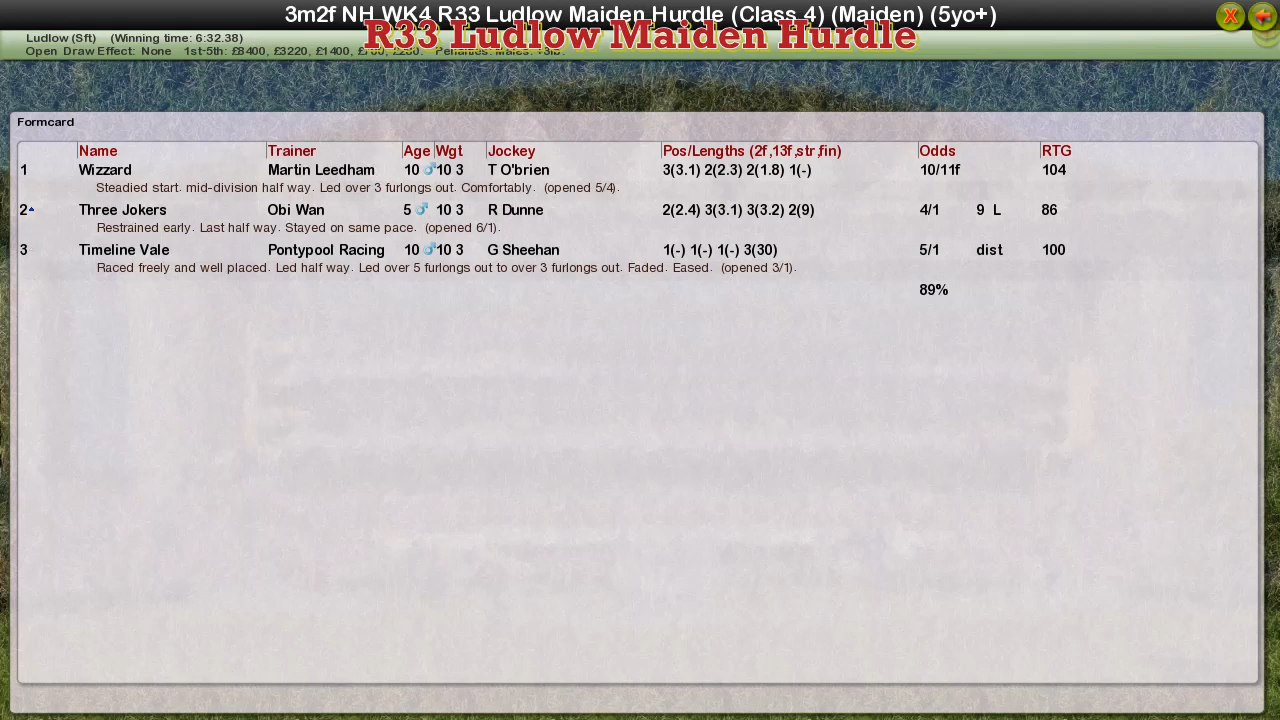 3m2f NH WK4 R33 Ludlow Maiden Hurdle (Class 4) (Maiden) (5yo+)
R33 Ludlow Maiden Hurdle
Ludlow (Sft) (Winning time: 6:32.38)
Open Draw Effect: None 1st-5th: £8400, £3220, £1400, Penalties: Males: +3lb.
Formcard
Name Trainer Age Wgt Jockey Pos/Lengths (2f,13f,str,fin) Odds RTG
1 Wizzard Martin Leedham 10 ♂ 10 3 T O'brien 3(3.1) 2(2.3) 2(1.8) 1(-) 10/11f 104
Steadied start. mid-division half way. Led over 3 furlongs out. Comfortably. (opened 5/4).
2 Three Jokers Obi Wan 5 ♂ 10 3 R Dunne 2(2.4) 3(3.1) 3(3.2) 2(9) 4/1 9 L 86
Restrained early. Last half way. Stayed on same pace. (opened 6/1).
3 Timeline Vale Pontypool Racing 10 ♂ 10 3 G Sheehan 1(-) 1(-) 1(-) 3(30) 5/1 dist 100
Raced freely and well placed. Led half way. Led over 5 furlongs out to over 3 furlongs out. Faded. Eased. (opened 3/1).
89%